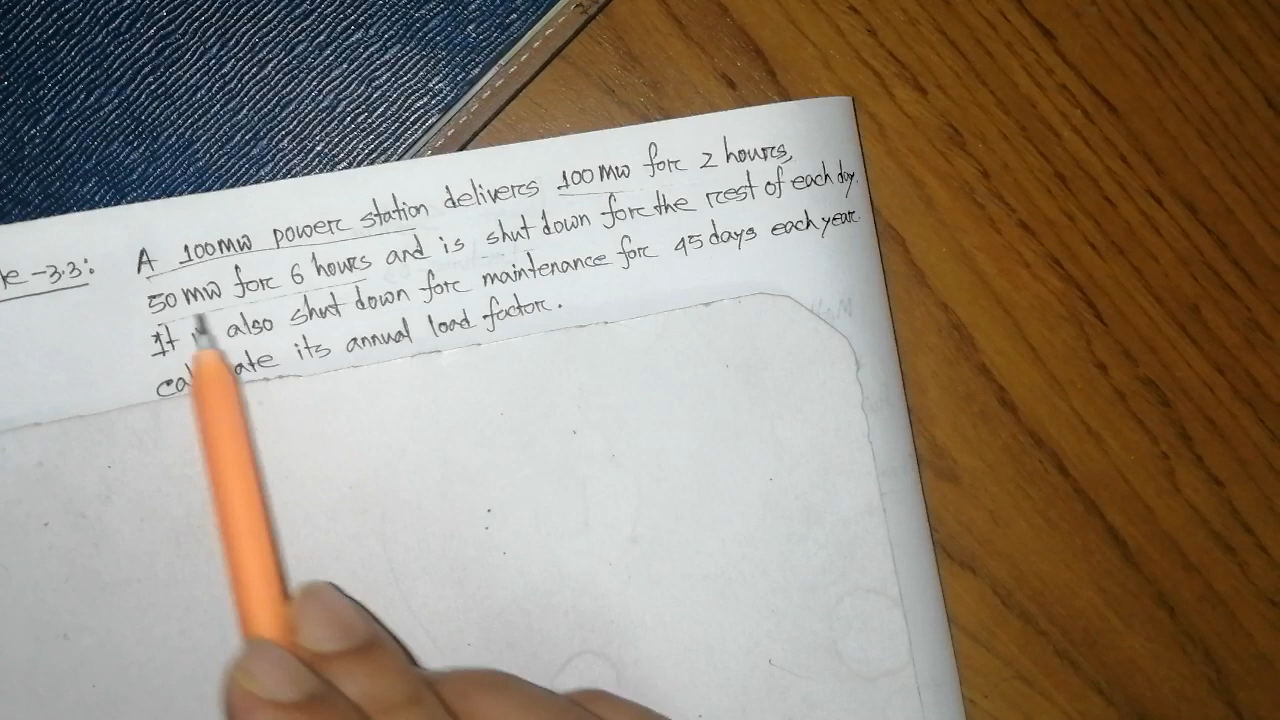 A 100MW power station delivers 100MW for 2 hours,
50MW for 6 hours and is shut down for the rest of each day.
It also shut down for maintenance for 45 days each year.
its annual load factor.
-3.3: